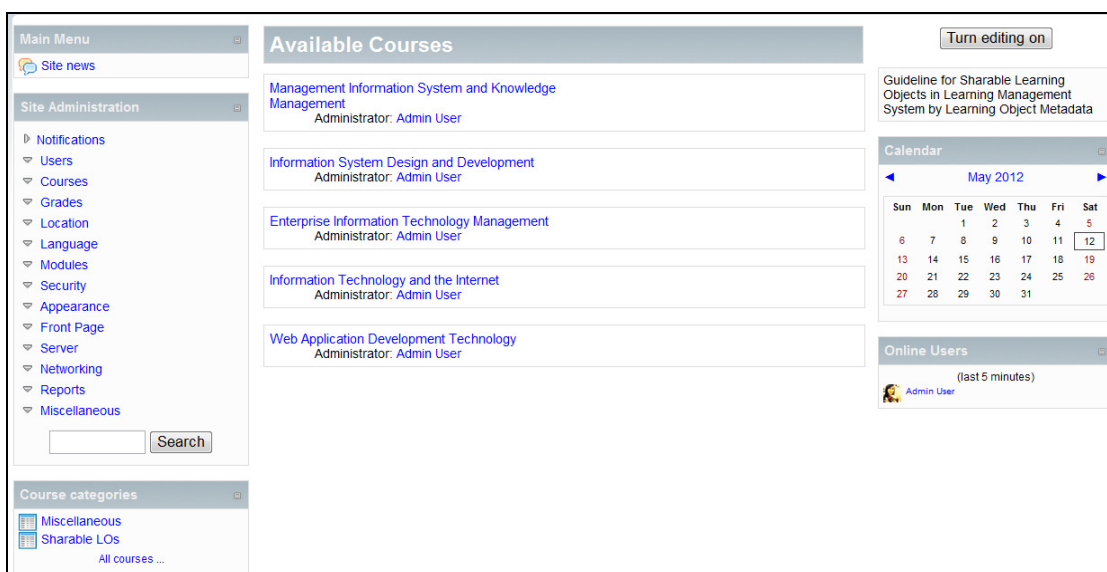 Main Menu
Site news
Site Administration
Notifications
Users
Courses
Grades
Location
Language
Modules
Security
Appearance
Front Page
Server
Networking
Reports
Miscellaneous
Search
Course categories
Miscellaneous
Sharable LOs
All courses ...
Available Courses
Management Information System and Knowledge
Management
Administrator: Admin User
Information System Design and Development
Administrator: Admin User
Enterprise Information Technology Management
Administrator: Admin User
Information Technology and the Internet
Administrator: Admin User
Web Application Development Technology
Administrator: Admin User
Turn editing on
Guideline for Sharable Learning
Objects in Learning Management
System by Learning Object Metadata
Calendar
May 2012
Sun Mon Tue Wed Thu Fri Sat
1 2 3 4 5
6 7 8 9 10 11 12
13 14 15 16 17 18 19
20 21 22 23 24 25 26
27 28 29 30 31
Online Users
(last 5 minutes)
Admin User